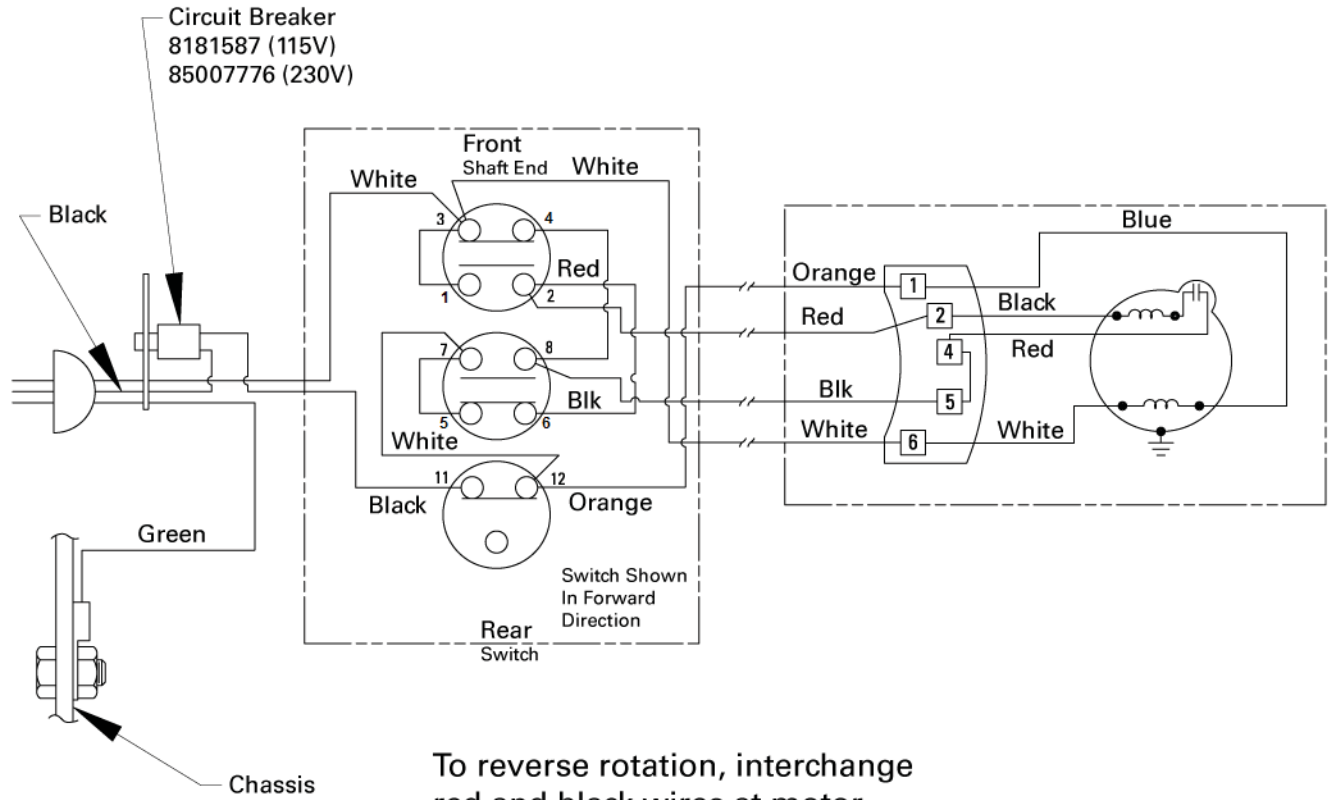 Circuit Breaker
8181587 (115V)
85007776 (230V)
Black
Front
Shaft End
White
White
3
4
Red
1
2
7
8
Blk
5
6
White
11
12
Black
Orange
Switch Shown
In Forward
Direction
Rear
Switch
Green
Chassis
Orange
1
Blue
Red
2
Black
4
Red
Blk
5
White
6
White
To reverse rotation, interchange
red and black wires at motor